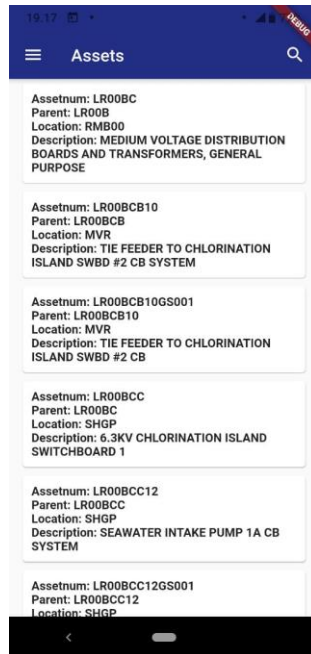 19.17
DEBUG
Assets
Assetnum: LR00BC
Parent: LR00B
Location: RMB00
Description: MEDIUM VOLTAGE DISTRIBUTION
BOARDS AND TRANSFORMERS, GENERAL
PURPOSE
Assetnum: LR00BCB10
Parent: LR00BCB
Location: MVR
Description: TIE FEEDER TO CHLORINATION
ISLAND SWBD #2 CB SYSTEM
Assetnum: LR00BCB10GS001
Parent: LR00BCB10
Location: MVR
Description: TIE FEEDER TO CHLORINATION
ISLAND SWBD #2 CB
Assetnum: LR00BCC
Parent: LR00BC
Location: SHGP
Description: 6.3KV CHLORINATION ISLAND
SWITCHBOARD 1
Assetnum: LR00BCC12
Parent: LR00BCC
Location: SHGP
Description: SEAWATER INTAKE PUMP 1A CB
SYSTEM
Assetnum: LR00BCC12GS001
Parent: LR00BCC12
Location: SHGP